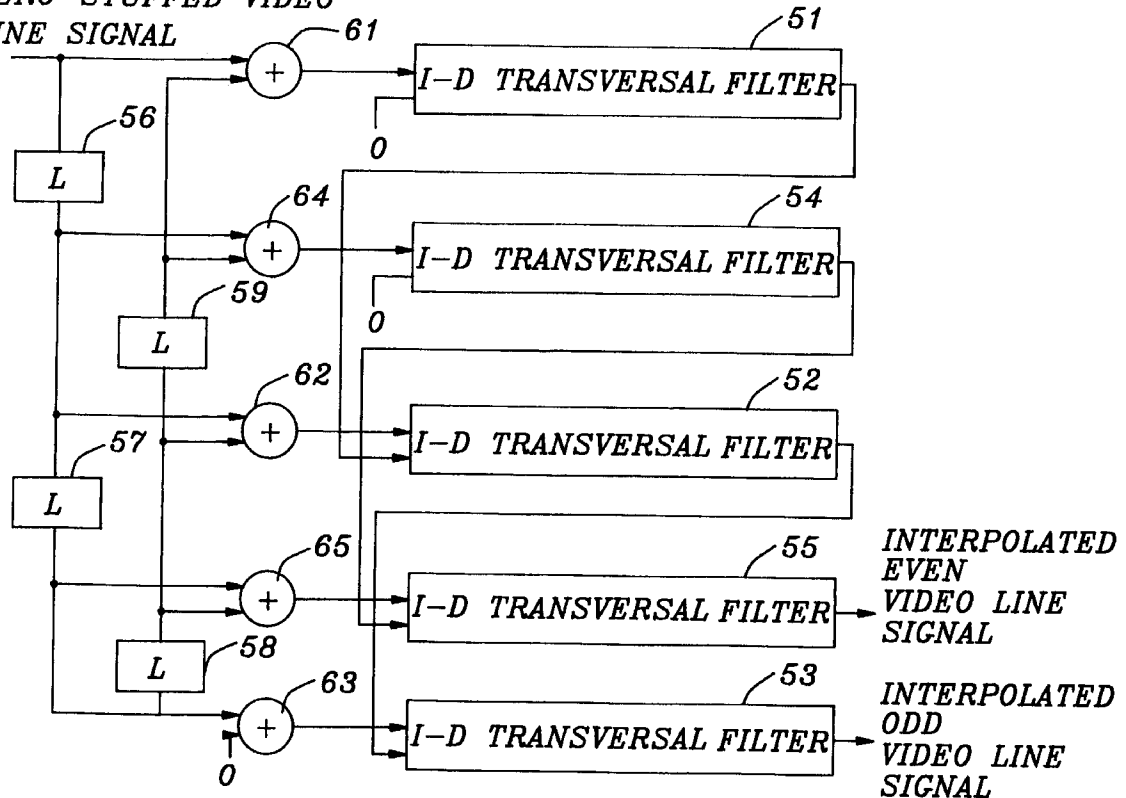 STUFFED VIDEO
SIGNAL
61
51
+
I-D TRANSVERSAL FILTER
56
0
L
64
54
+
I-D TRANSVERSAL FILTER
59
0
L
62
52
+
I-D TRANSVERSAL FILTER
57
L
65
55
INTERPOLATED
EVEN
VIDEO LINE
SIGNAL
+
I-D TRANSVERSAL FILTER
58
L
63
53
INTERPOLATED
ODD
VIDEO LINE
SIGNAL
+
I-D TRANSVERSAL FILTER
0